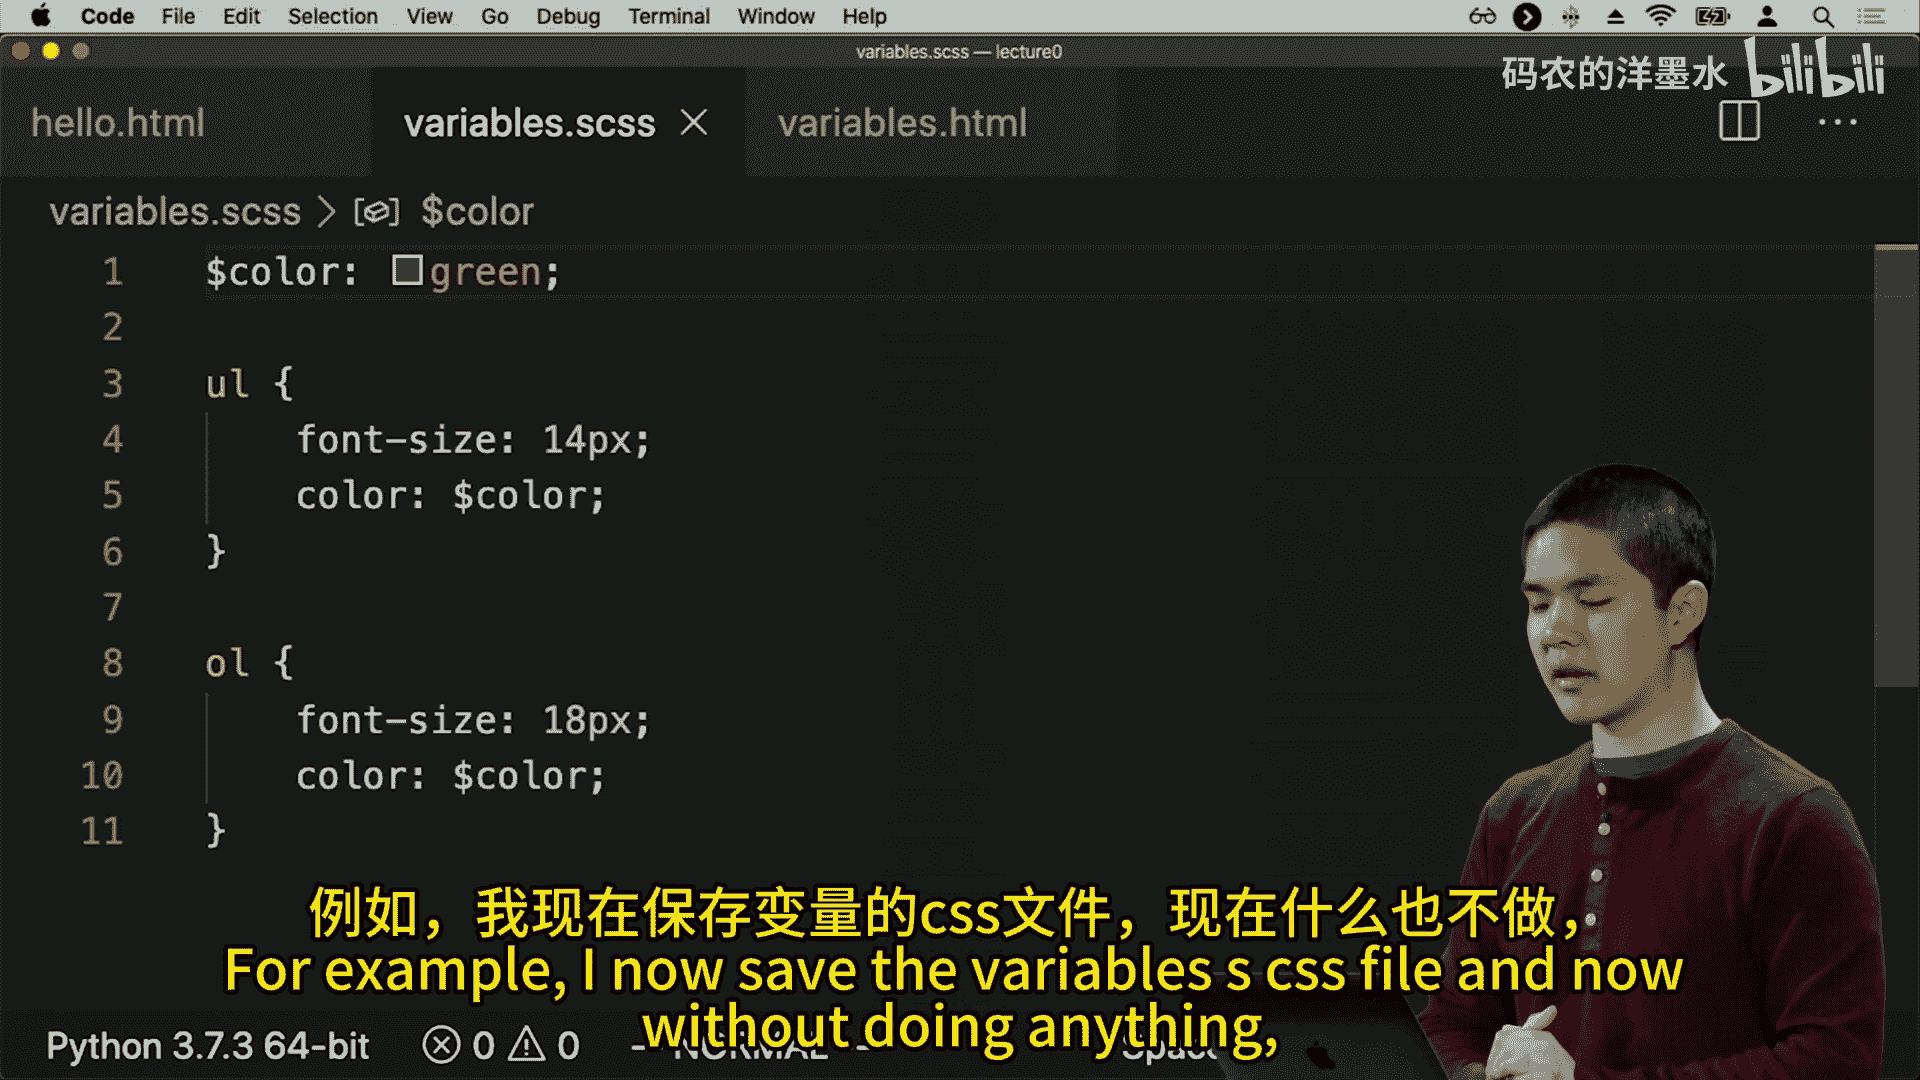 Code File Edit Selection View Go Debug Terminal Window Help
variables.scss — lecture0
码农的洋墨水 bilibili
hello.html variables.scss variables.html
variables.scss > $color
1 $color: green;
2
3 ul {
4 font-size: 14px;
5 color: $color;
6 }
7
8 ol {
9 font-size: 18px;
10 color: $color;
11 }
例如，我现在保存变量的css文件，现在什么也不做，
For example, I now save the variables s css file and now
without doing anything,
Python 3.7.3 64-bit 0 0 -- NORMAL --